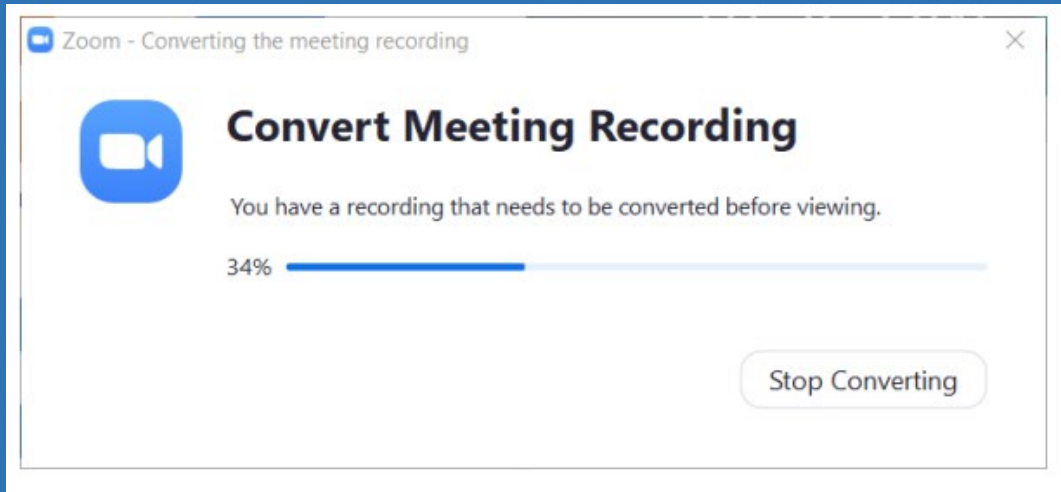 Zoom - Converting the meeting recording
Convert Meeting Recording
You have a recording that needs to be converted before viewing.
34%
Stop Converting